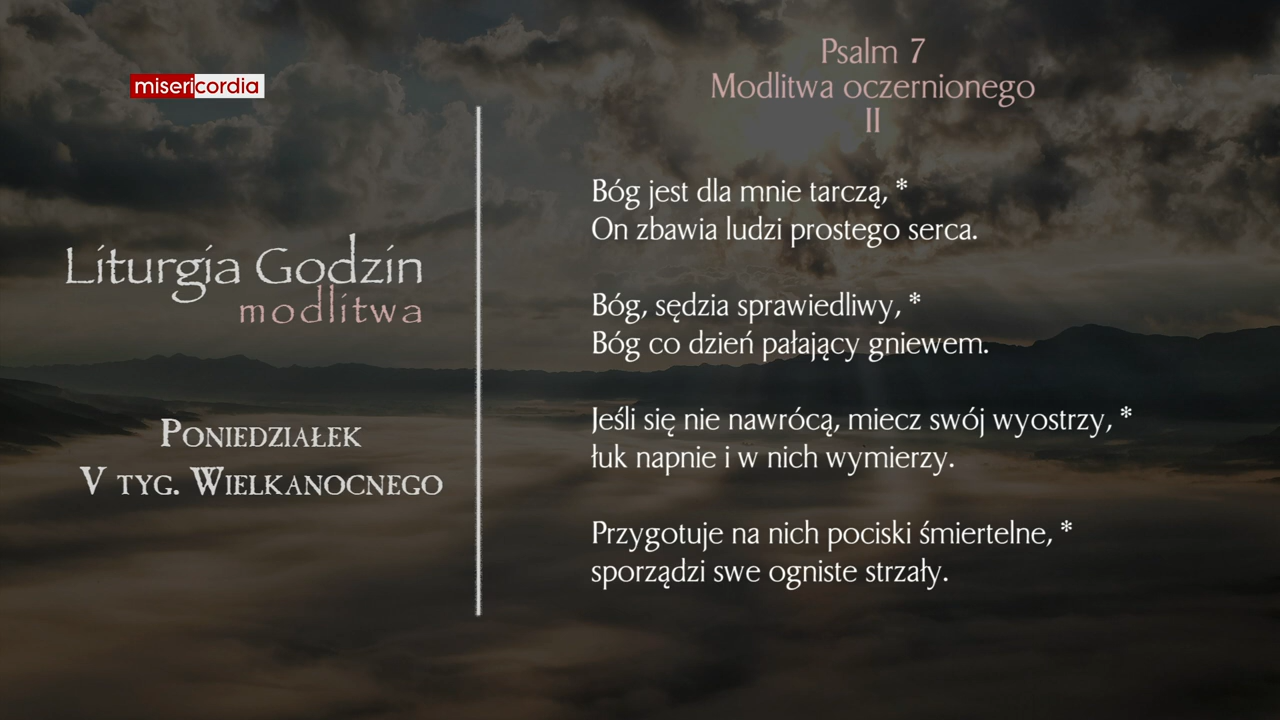 misericordia
Liturgia Godzin
modlitwa
Poniedziałek
V tyg. Wielkanocnego
Psalm 7
Modlitwa oczernionego
II
Bóg jest dla mnie tarczą, *
On zbawia ludzi prostego serca.
Bóg, sędzia sprawiedliwy, *
Bóg co dzień pałający gniewem.
Jeśli się nie nawrócą, miecz swój wyostrzy, *
łuk napnie i w nich wymierzy.
Przygotuje na nich pociski śmiertelne, *
sporządzi swe ogniste strzały.